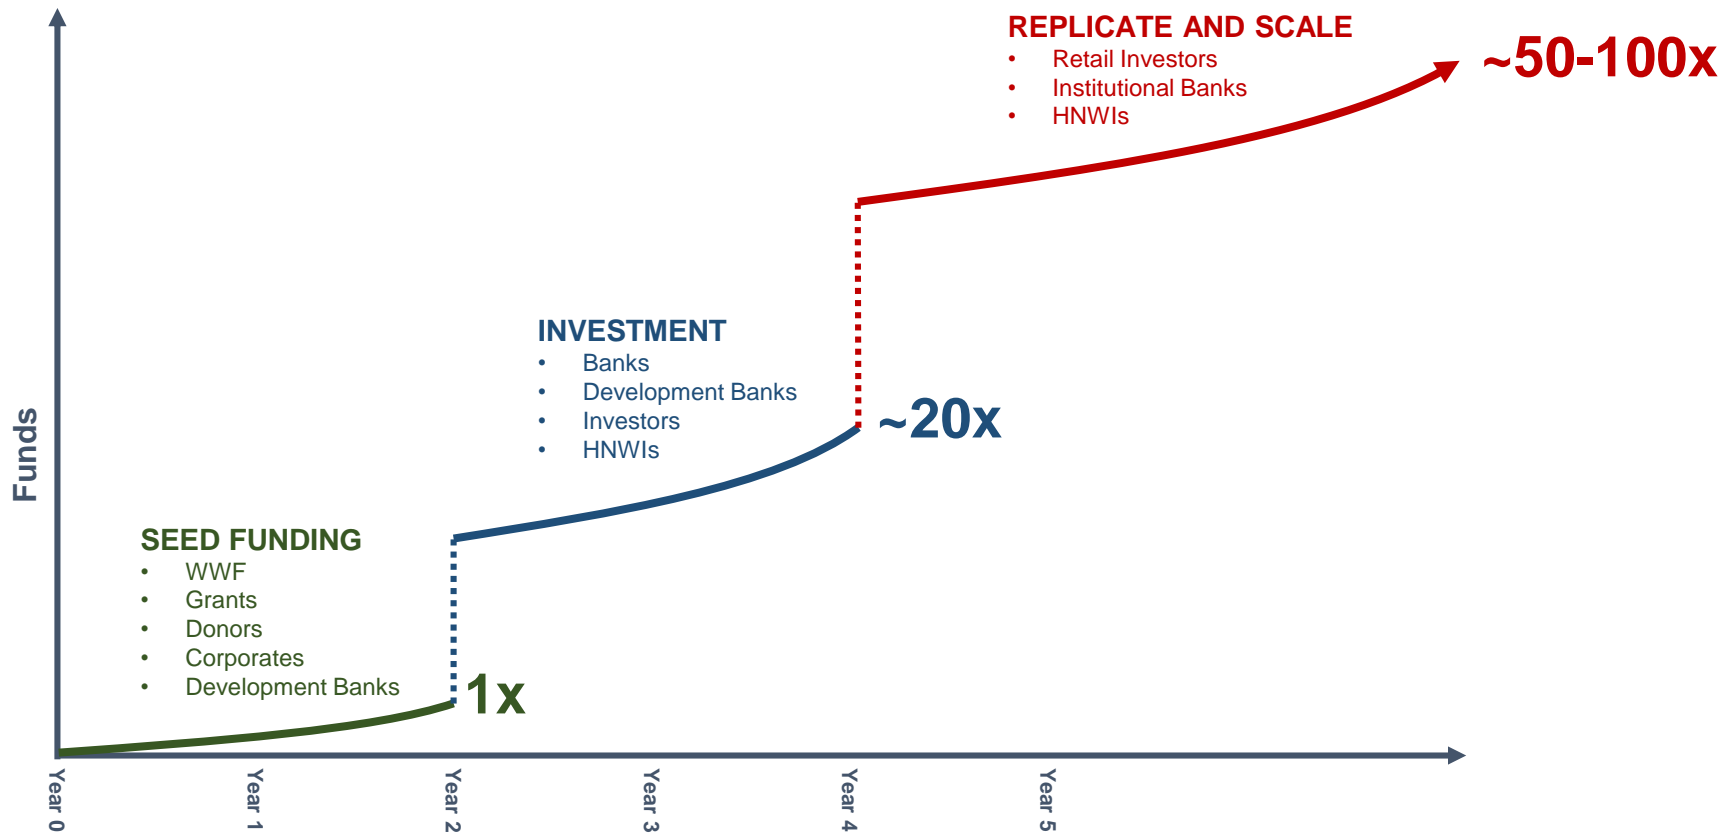 REPLICATE AND SCALE
• Retail Investors
• Institutional Banks
• HNWIs
~50-100x
INVESTMENT
• Banks
• Development Banks
• Investors
• HNWIs
~20x
SEED FUNDING
• WWF
• Grants
• Donors
• Corporates
• Development Banks
1x
Funds
Year 0
Year 1
Year 2
Year 3
Year 4
Year 5